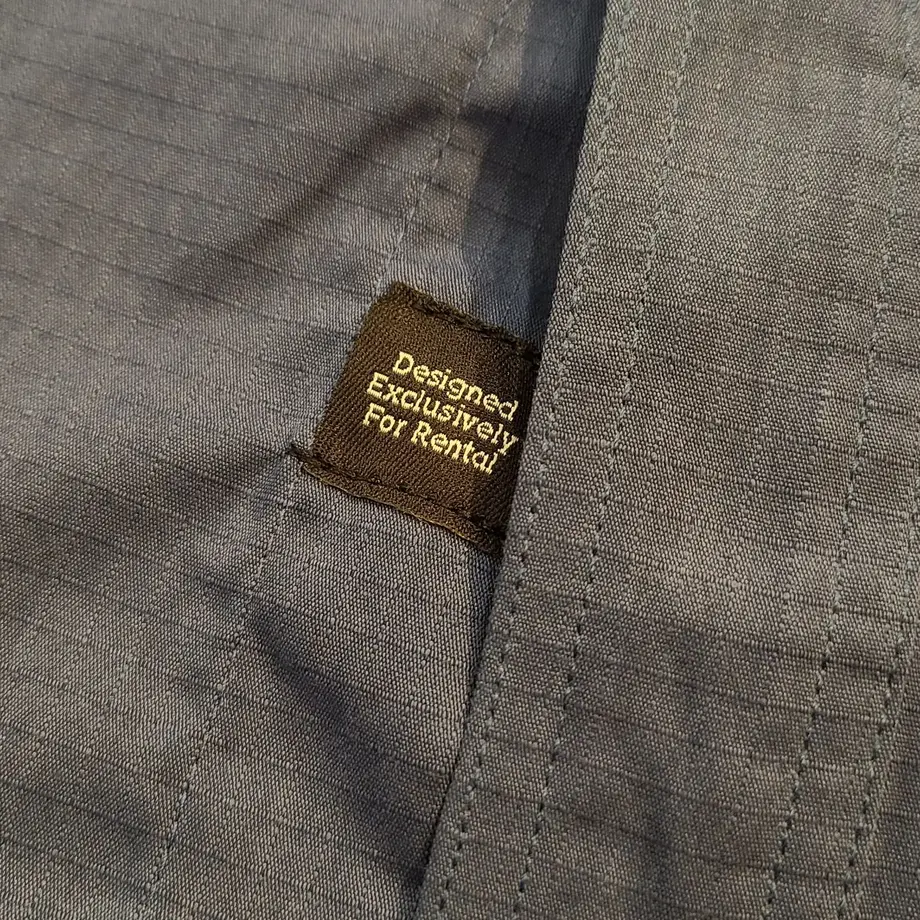 Designed
Exclusively
For Rental